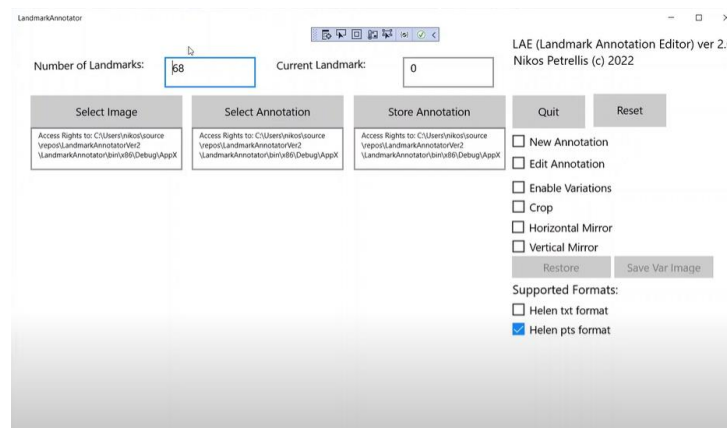 LandmarkAnnotator
LAE (Landmark Annotation Editor) ver 2.
Nikos Petrellis (c) 2022
Number of Landmarks:
68
Current Landmark:
0
Select Image
Select Annotation
Store Annotation
Quit
Reset
Access Rights to: C:\Users\nikos\source
\repos\LandmarkAnnotatorVer2
\LandmarkAnnotator\bin\x86\Debug\AppX
Access Rights to: C:\Users\nikos\source
\repos\LandmarkAnnotatorVer2
\LandmarkAnnotator\bin\x86\Debug\AppX
Access Rights to: C:\Users\nikos\source
\repos\LandmarkAnnotatorVer2
\LandmarkAnnotator\bin\x86\Debug\AppX
New Annotation
Edit Annotation
Enable Variations
Crop
Horizontal Mirror
Vertical Mirror
Restore
Save Var Image
Supported Formats:
Helen txt format
Helen pts format